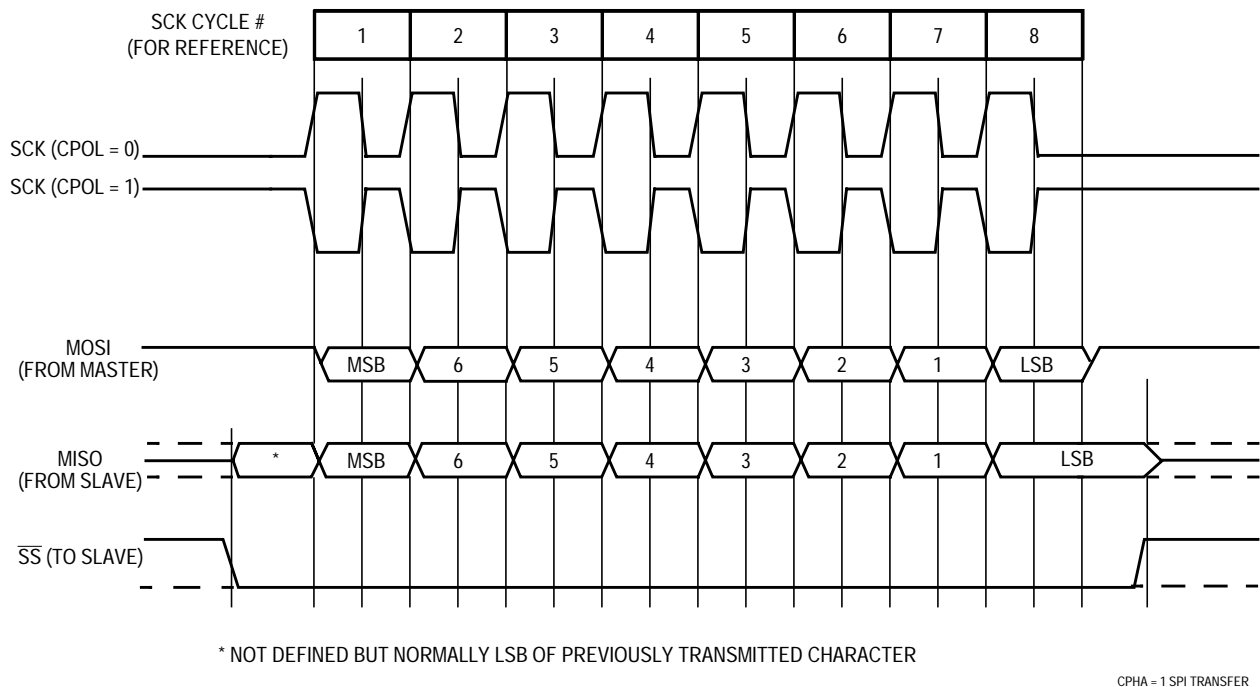 SCK CYCLE #
(FOR REFERENCE)
1 2 3 4 5 6 7 8
SCK (CPOL = 0)
SCK (CPOL = 1)
MOSI
(FROM MASTER)
MSB 6 5 4 3 2 1 LSB
MISO
(FROM SLAVE)
* MSB 6 5 4 3 2 1 LSB
S̅S̅ (TO SLAVE)
* NOT DEFINED BUT NORMALLY LSB OF PREVIOUSLY TRANSMITTED CHARACTER
CPHA = 1 SPI TRANSFER